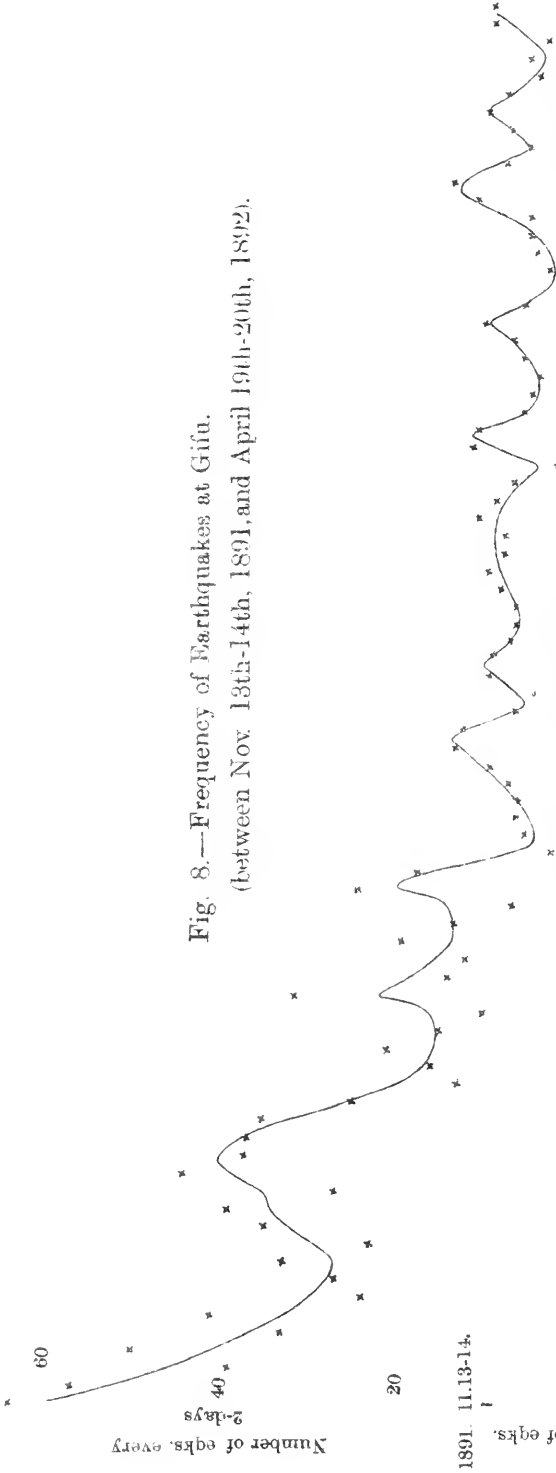 Fig. 8.—Frequency of Earthquakes at Gifu.
(between Nov. 13th-14th, 1891, and April 19th-20th, 1892).
60
40
20
Number of eqks. every
2-days
1891. 11.13-14.
of eqks.